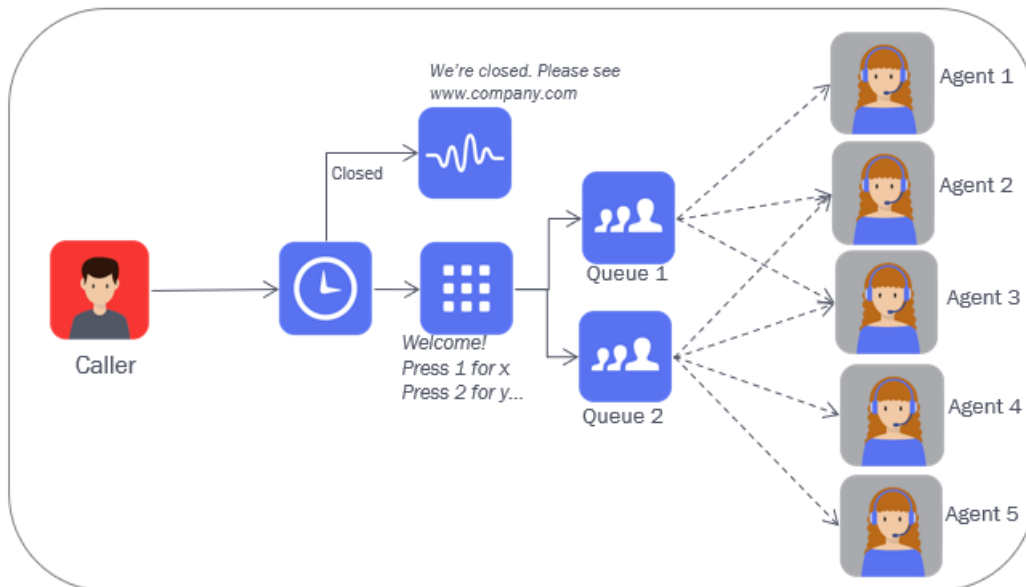 We're closed. Please see
www.company.com
Closed
Caller
Welcome!
Press 1 for x
Press 2 for y...
Queue 1
Queue 2
Agent 1
Agent 2
Agent 3
Agent 4
Agent 5